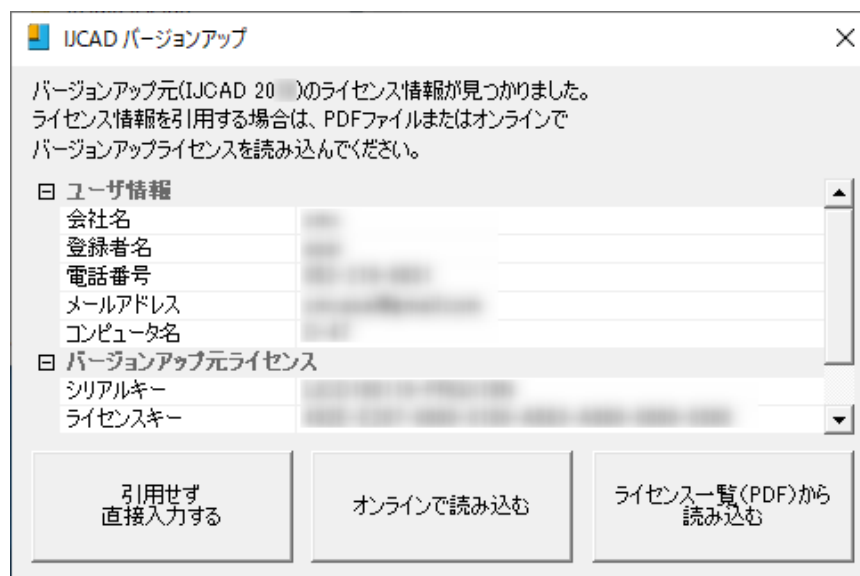 IJCAD バージョンアップ
バージョンアップ元(IJCAD 20 )のライセンス情報が見つかりました。
ライセンス情報を引用する場合は、PDFファイルまたはオンラインで
バージョンアップライセンスを読み込んでください。
ユーザ情報
会社名
登録者名
電話番号
メールアドレス
コンピュータ名
バージョンアップ元ライセンス
シリアルキー
ライセンスキー
引用せず
直接入力する
オンラインで読み込む
ライセンス一覧(PDF)から
読み込む